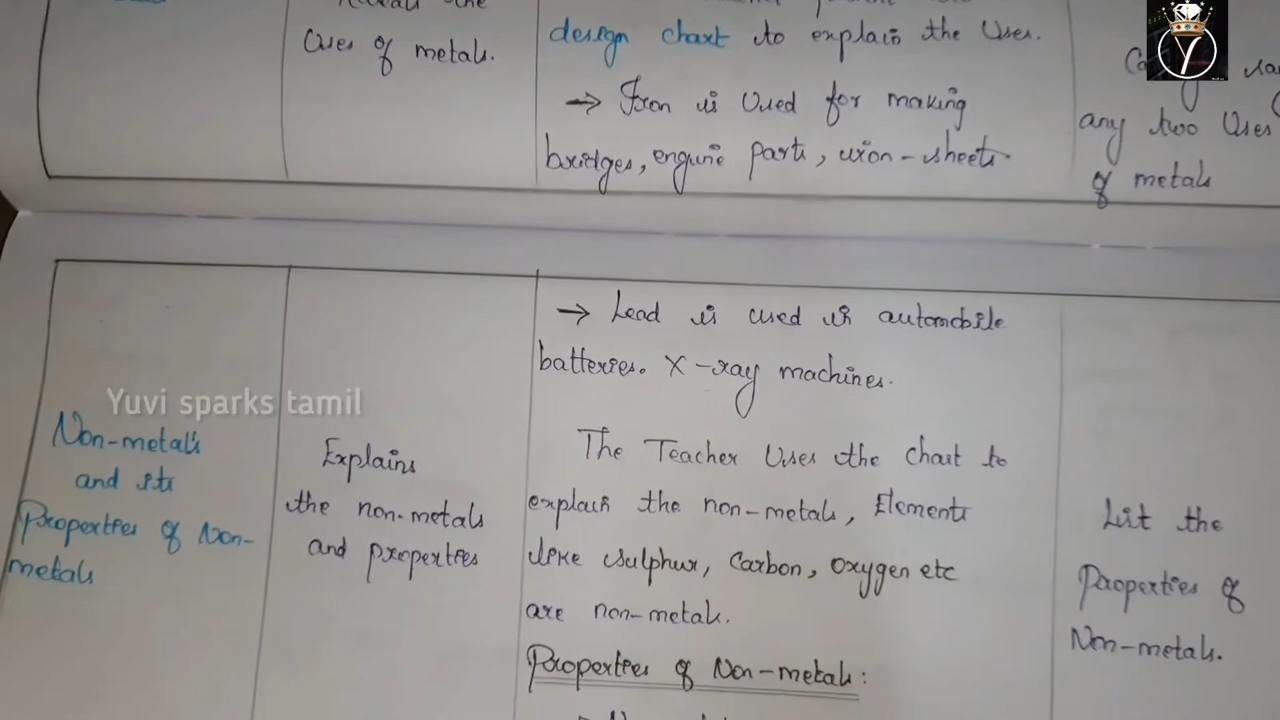 the
Uses of metals.
design chart to explain the Uses.
→ Iron is Used for making
bridges, engine parts, iron-sheets.
any two Uses
of metals
Y
→ Lead is used in automobile
batteries. X-ray machines.
Yuvi sparks tamil
Non-metals
and its
Properties of Non-
metals
Explains
the non-metals
and properties
The Teacher Uses the chart to
explain the non-metals, Elements
like sulphur, Carbon, Oxygen etc
are non-metals.
Properties of Non-metals:
List the
Properties of
Non-metals.